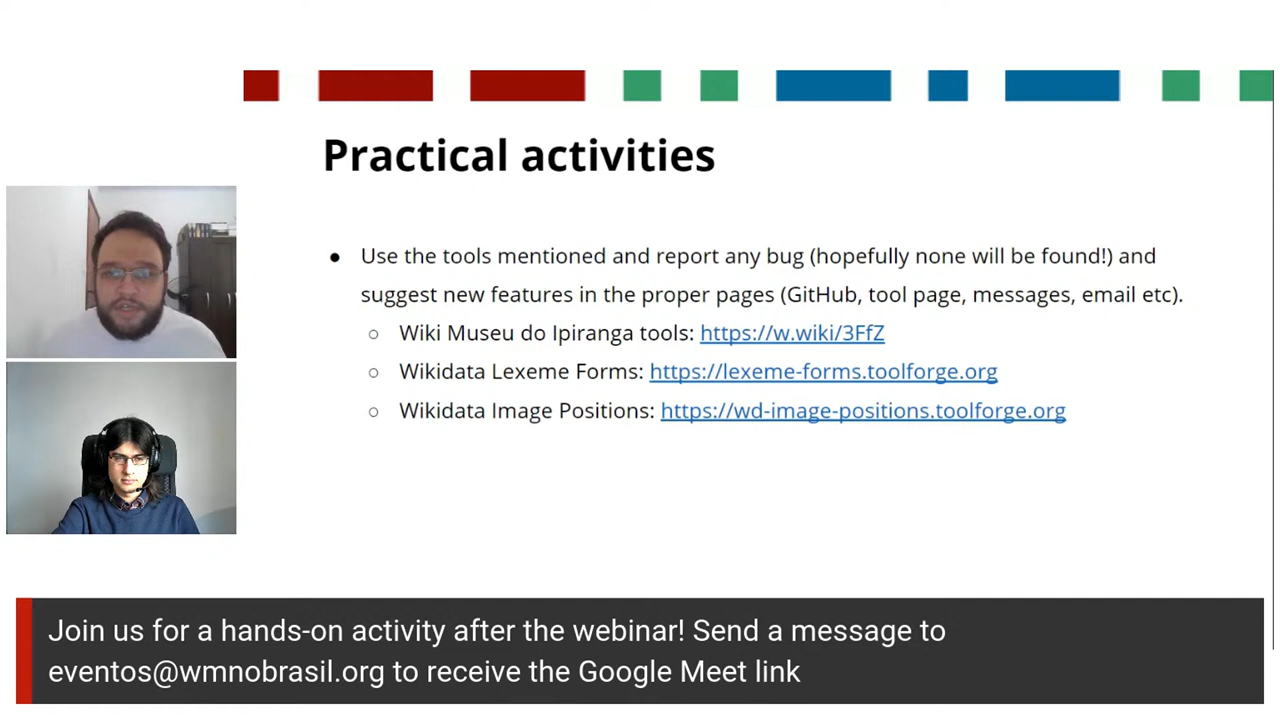 Practical activities
● Use the tools mentioned and report any bug (hopefully none will be found!) and
suggest new features in the proper pages (GitHub, tool page, messages, email etc).
○ Wiki Museu do Ipiranga tools: https://w.wiki/3FfZ
○ Wikidata Lexeme Forms: https://lexeme-forms.toolforge.org
○ Wikidata Image Positions: https://wd-image-positions.toolforge.org
Join us for a hands-on activity after the webinar! Send a message to
eventos@wmnobrasil.org to receive the Google Meet link